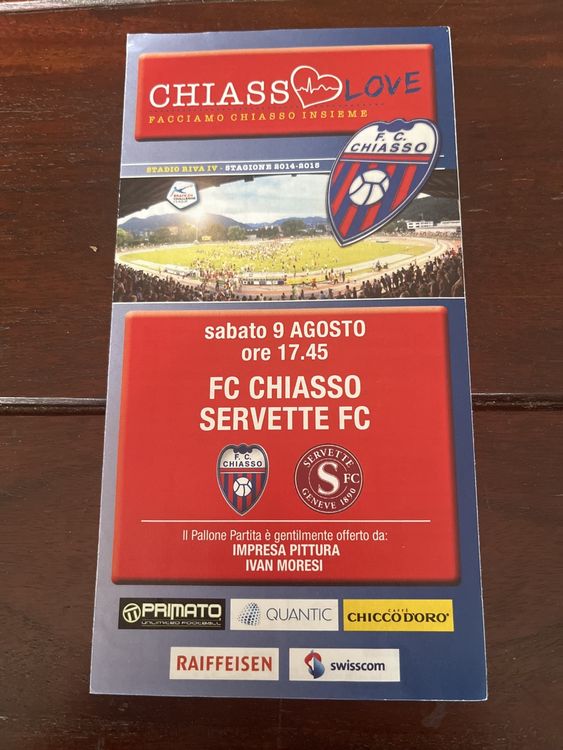 CHIASS LOVE
FACCIAMO CHIASSO INSIEME
F. C.
CHIASSO
STADIO RIVA IV - STAGIONE 2014-2015
sabato 9 AGOSTO
ore 17.45
FC CHIASSO
SERVETTE FC
F. C.
CHIASSO
SERVETTE
S FC
GENEVE 1890
Il Pallone Partita è gentilmente offerto da:
IMPRESA PITTURA
IVAN MORESI
PRIMATO
UNLIMITED FOOTBALL
QUANTIC
CAFFÈ
CHICCO D'ORO
RAIFFEISEN
swisscom